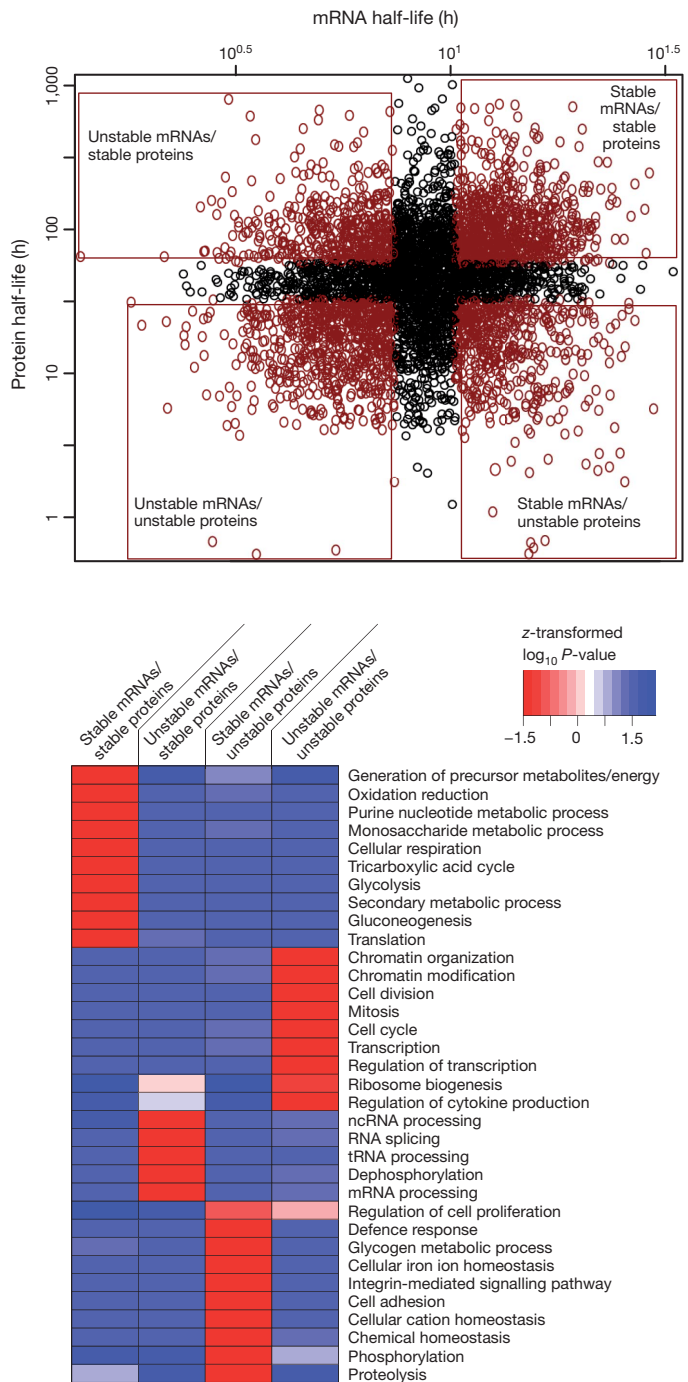 mRNA half-life (h)
10^0.5
10^1
10^1.5
Protein half-life (h)
1,000
100
10
1
Unstable mRNAs/
stable proteins
Stable
mRNAs/
stable
proteins
Unstable mRNAs/
unstable proteins
Stable mRNAs/
unstable proteins
z-transformed
log10 P-value
−1.5
0
1.5
Stable mRNAs/
stable proteins
Unstable mRNAs/
stable proteins
Stable mRNAs/
unstable proteins
Unstable mRNAs/
unstable proteins
Generation of precursor metabolites/energy
Oxidation reduction
Purine nucleotide metabolic process
Monosaccharide metabolic process
Cellular respiration
Tricarboxylic acid cycle
Glycolysis
Secondary metabolic process
Gluconeogenesis
Translation
Chromatin organization
Chromatin modification
Cell division
Mitosis
Cell cycle
Transcription
Regulation of transcription
Ribosome biogenesis
Regulation of cytokine production
ncRNA processing
RNA splicing
tRNA processing
Dephosphorylation
mRNA processing
Regulation of cell proliferation
Defence response
Glycogen metabolic process
Cellular iron ion homeostasis
Integrin-mediated signalling pathway
Cell adhesion
Cellular cation homeostasis
Chemical homeostasis
Phosphorylation
Proteolysis